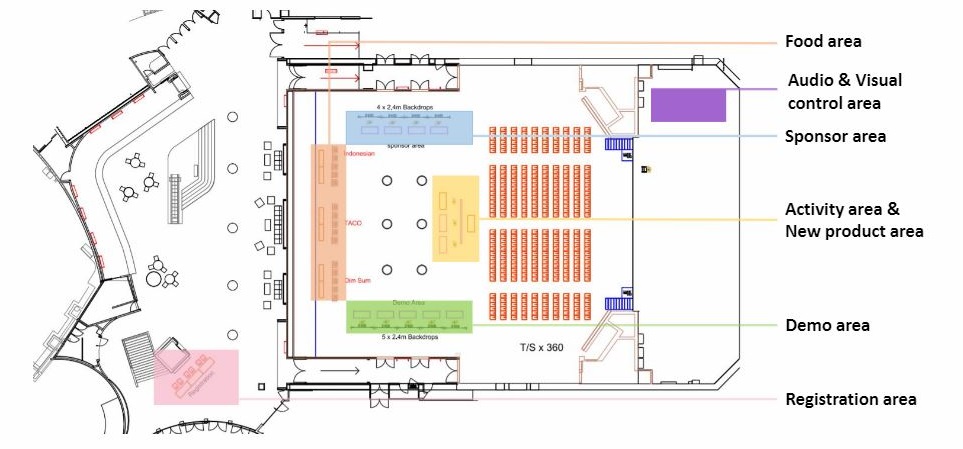 Food area
Audio & Visual
control area
4 x 2,4m Backdrops
Sponsor area
sponsor area
Indonesian
Activity area &
New product area
TACO
Dim Sum
Demo Area
Demo area
5 x 2,4m Backdrops
T/S x 360
Registration
Registration area